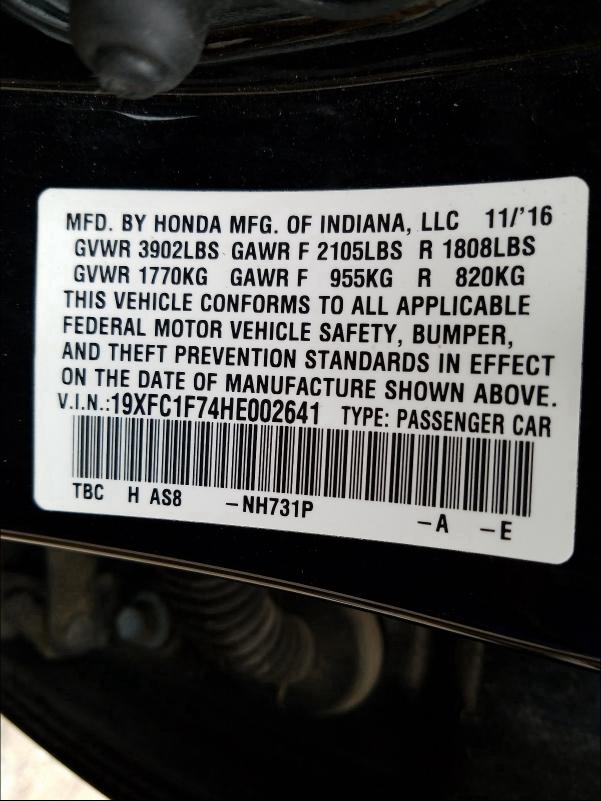 MFD. BY HONDA MFG. OF INDIANA, LLC 11/'16
GVWR 3902LBS GAWR F 2105LBS R 1808LBS
GVWR 1770KG GAWR F 955KG R 820KG
THIS VEHICLE CONFORMS TO ALL APPLICABLE
FEDERAL MOTOR VEHICLE SAFETY, BUMPER,
AND THEFT PREVENTION STANDARDS IN EFFECT
ON THE DATE OF MANUFACTURE SHOWN ABOVE.
V.I.N.:19XFC1F74HE002641 TYPE: PASSENGER CAR
TBC H AS8 –NH731P –A –E